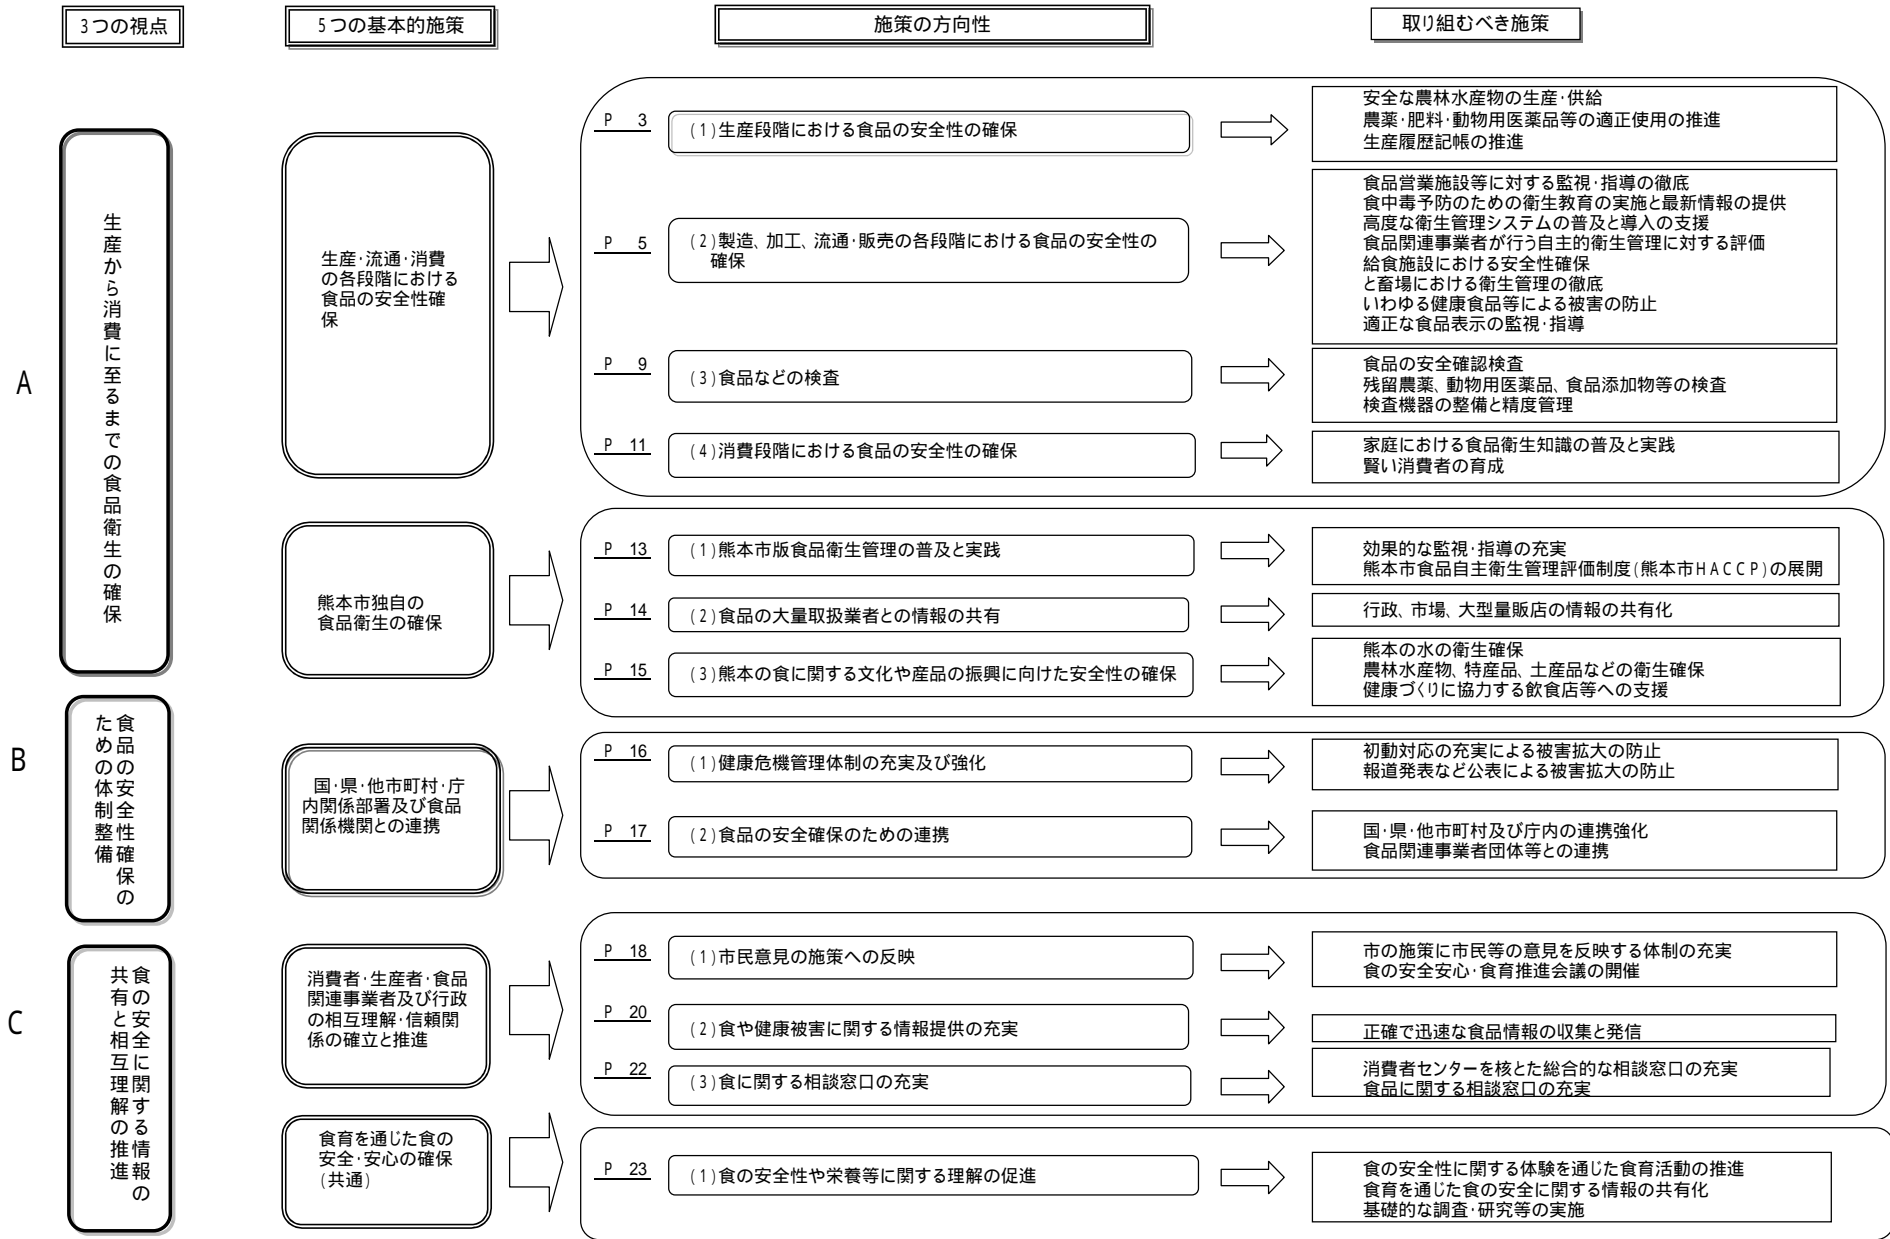 3つの視点
5つの基本的施策
施策の方向性
取り組むべき施策
A
生産から消費に至るまでの食品衛生の確保
生産・流通・消費
の各段階における
食品の安全性確
保
P 3
(1)生産段階における食品の安全性の確保
安全な農林水産物の生産・供給
農薬・肥料・動物用医薬品等の適正使用の推進
生産履歴記帳の推進
P 5
(2)製造、加工、流通・販売の各段階における食品の安全性の
確保
食品営業施設等に対する監視・指導の徹底
食中毒予防のための衛生教育の実施と最新情報の提供
高度な衛生管理システムの普及と導入の支援
食品関連事業者が行う自主的衛生管理に対する評価
給食施設における安全性確保
と畜場における衛生管理の徹底
いわゆる健康食品等による被害の防止
適正な食品表示の監視・指導
P 9
(3)食品などの検査
食品の安全確認検査
残留農薬、動物用医薬品、食品添加物等の検査
検査機器の整備と精度管理
P 11
(4)消費段階における食品の安全性の確保
家庭における食品衛生知識の普及と実践
賢い消費者の育成
熊本市独自の
食品衛生の確保
P 13
(1)熊本市版食品衛生管理の普及と実践
効果的な監視・指導の充実
熊本市食品自主衛生管理評価制度(熊本市HACCP)の展開
P 14
(2)食品の大量取扱業者との情報の共有
行政、市場、大型量販店の情報の共有化
P 15
(3)熊本の食に関する文化や産品の振興に向けた安全性の確保
熊本の水の衛生確保
農林水産物、特産品、土産品などの衛生確保
健康づくりに協力する飲食店等への支援
B
食品の安全性確保の
ための体制整備
国・県・他市町村・庁
内関係部署及び食品
関係機関との連携
P 16
(1)健康危機管理体制の充実及び強化
初動対応の充実による被害拡大の防止
報道発表など公表による被害拡大の防止
P 17
(2)食品の安全確保のための連携
国・県・他市町村及び庁内の連携強化
食品関連事業者団体等との連携
C
食の安全に関する情報の
共有と相互理解の推進
消費者・生産者・食品
関連事業者及び行政
の相互理解・信頼関
係の確立と推進
P 18
(1)市民意見の施策への反映
市の施策に市民等の意見を反映する体制の充実
食の安全安心・食育推進会議の開催
P 20
(2)食や健康被害に関する情報提供の充実
正確で迅速な食品情報の収集と発信
P 22
(3)食に関する相談窓口の充実
消費者センターを核とた総合的な相談窓口の充実
食品に関する相談窓口の充実
食育を通じた食の
安全・安心の確保
(共通)
P 23
(1)食の安全性や栄養等に関する理解の促進
食の安全性に関する体験を通じた食育活動の推進
食育を通じた食の安全に関する情報の共有化
基礎的な調査・研究等の実施